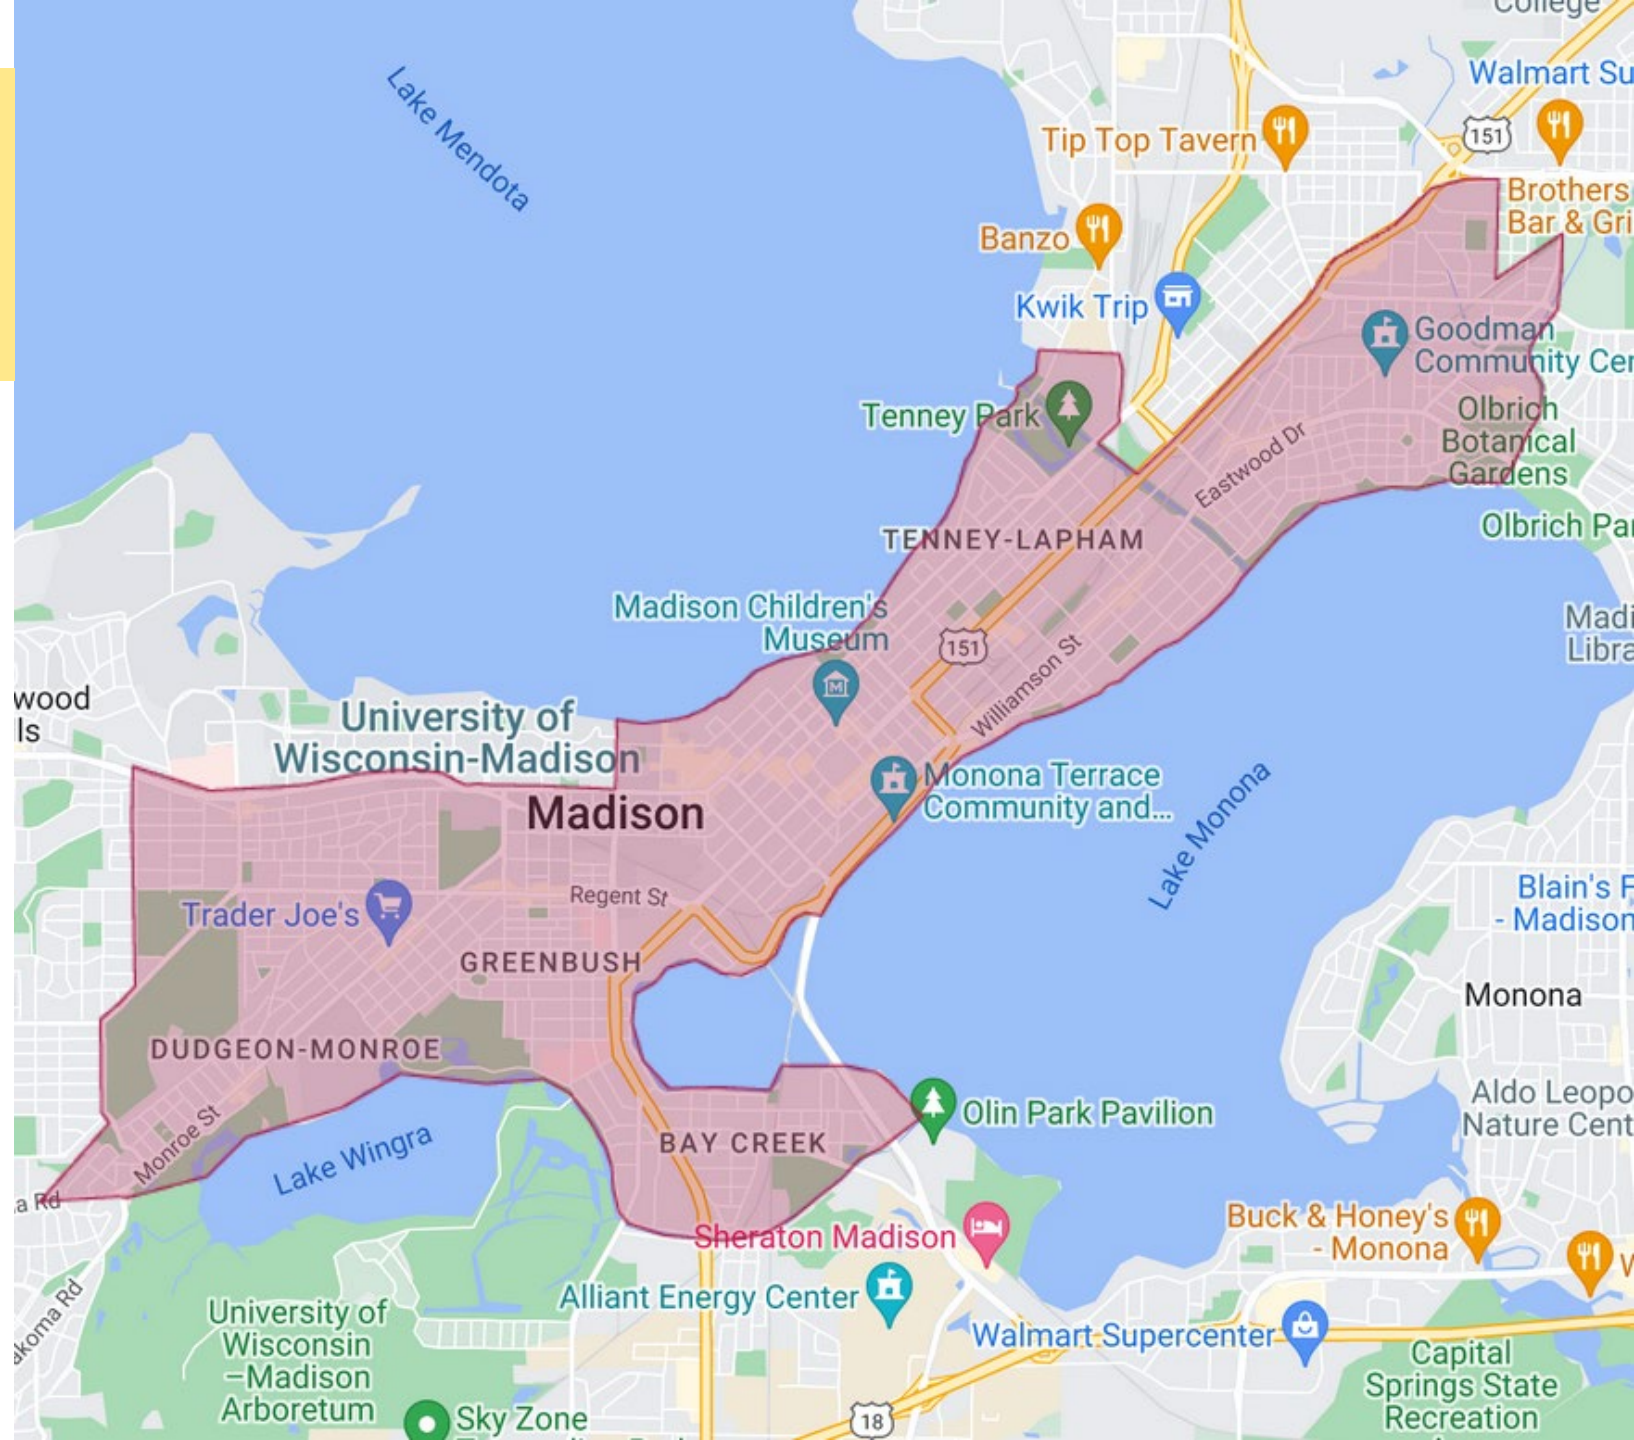 College
Walmart Su
151
Lake Mendota
Tip Top Tavern
Brothers
Bar & Gri
Banzo
Kwik Trip
Goodman
Community Cen
Tenney Park
Olbrich
Botanical
Gardens
Eastwood Dr
Olbrich Par
TENNEY-LAPHAM
Madison Children's
Museum
151
Madi
Libra
Williamson St
wood
ls
University of
Wisconsin-Madison
Madison
Monona Terrace
Community and...
Lake Monona
Regent St
Trader Joe's
Blain's F
- Madison
GREENBUSH
Monona
DUDGEON-MONROE
Aldo Leopo
Nature Cent
Olin Park Pavilion
Monroe St
BAY CREEK
Lake Wingra
a Rd
Buck & Honey's
- Monona
Sheraton Madison
W
Alliant Energy Center
akoma Rd
University of
Wisconsin
–Madison
Arboretum
Walmart Supercenter
Capital
Springs State
Recreation
Sky Zone
18